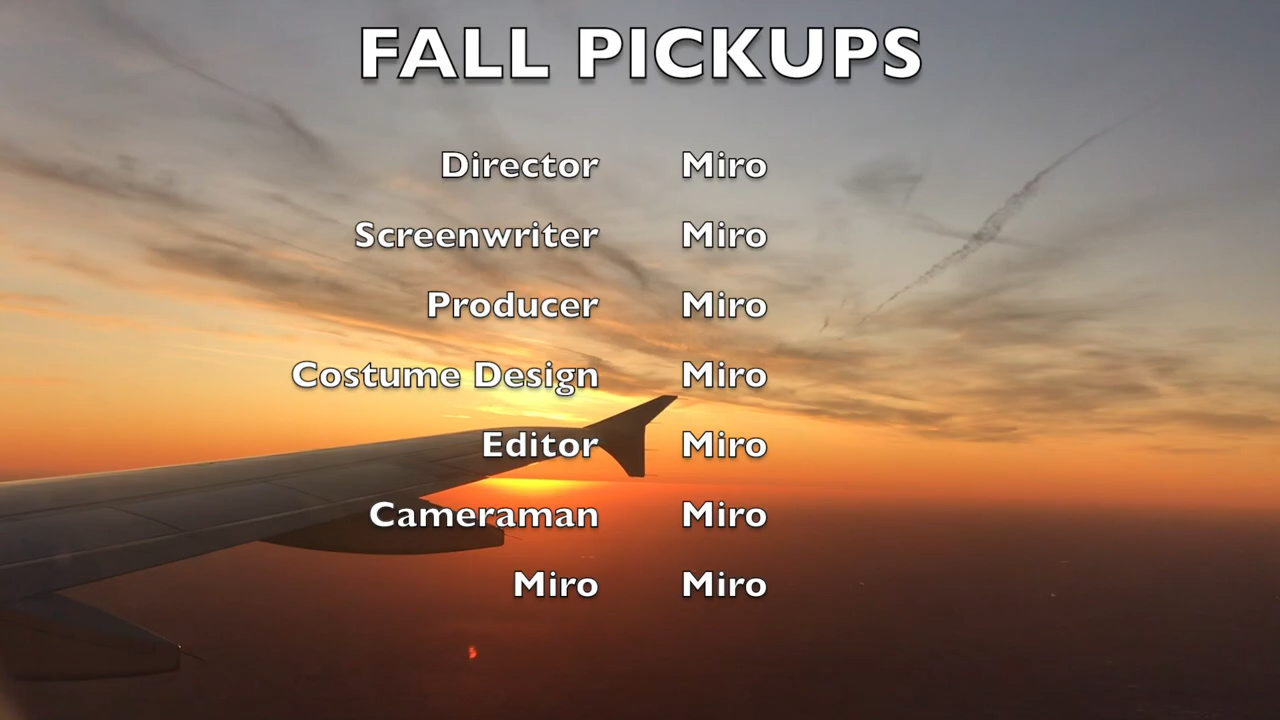 FALL PICKUPS
Director Miro
Screenwriter Miro
Producer Miro
Costume Design Miro
Editor Miro
Cameraman Miro
Miro Miro